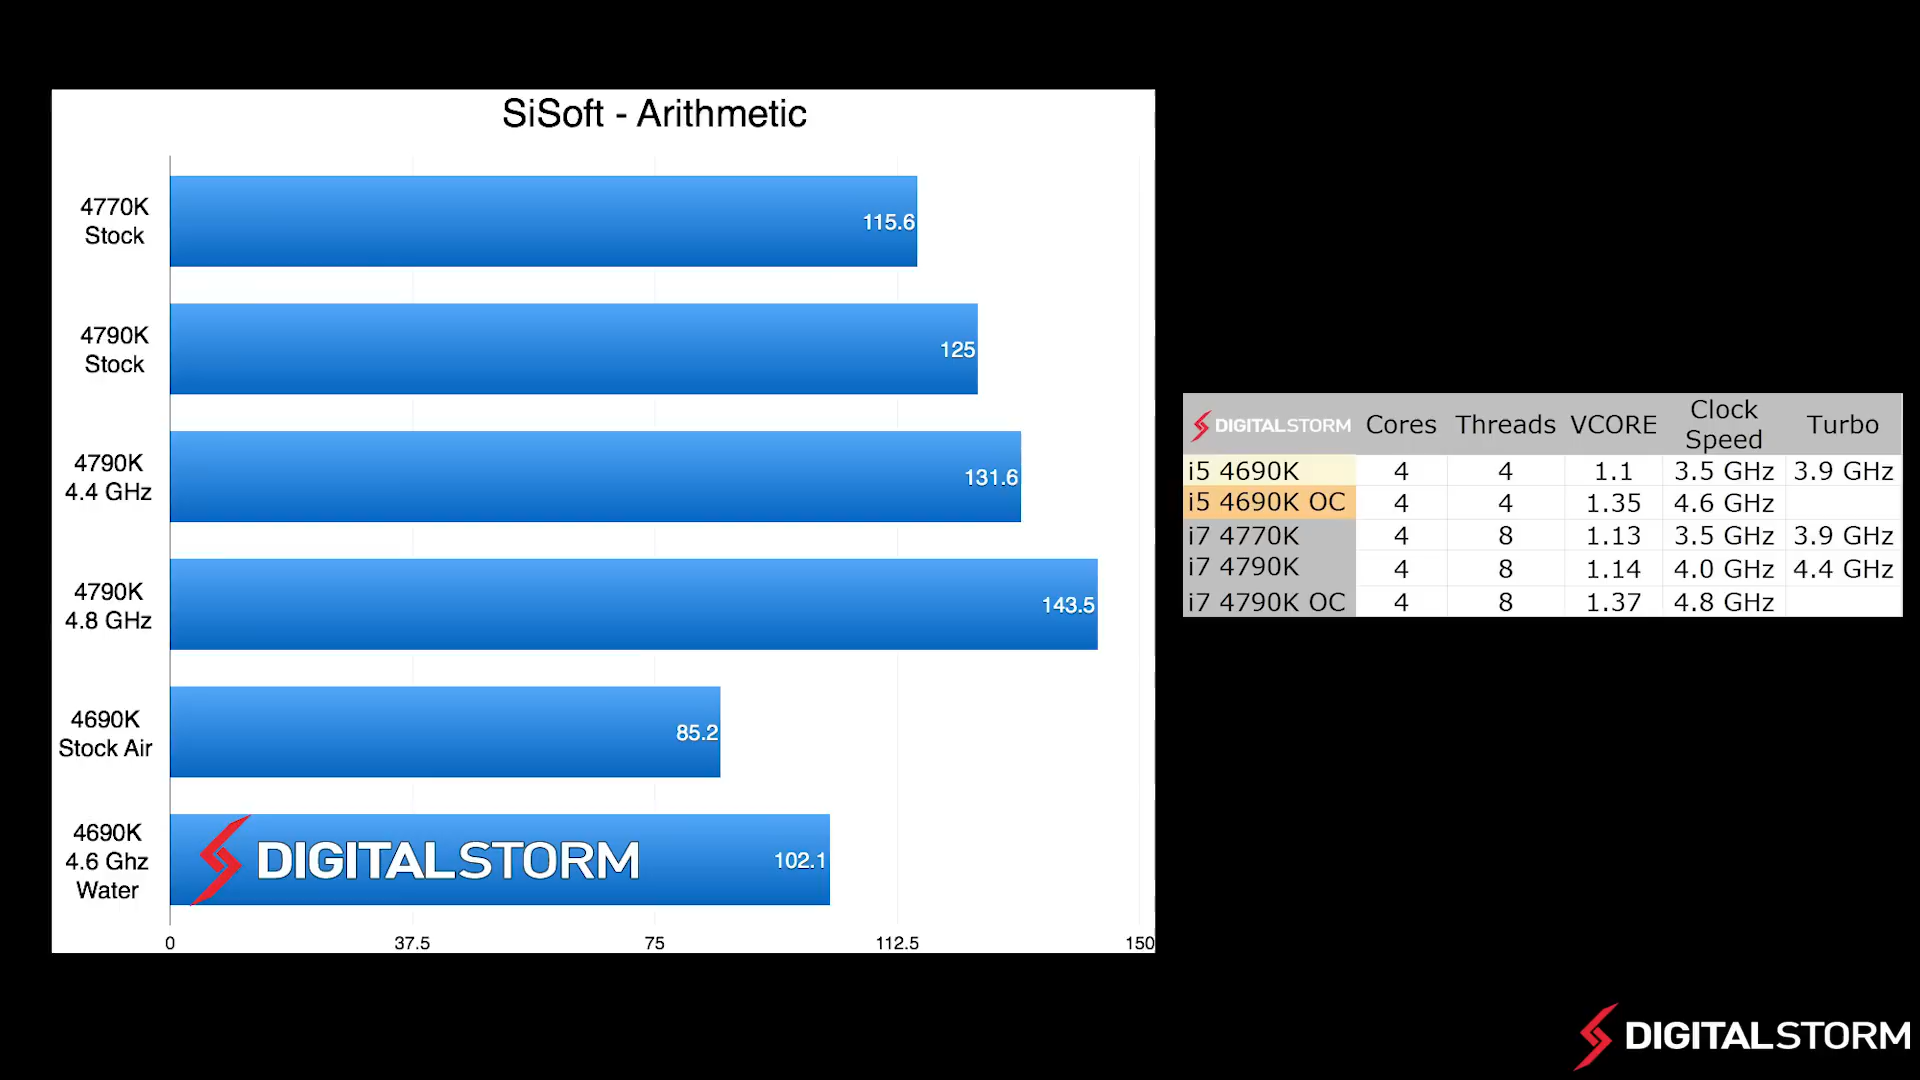 SiSoft - Arithmetic
4770K
Stock
115.6
4790K
Stock
125
4790K
4.4 GHz
131.6
4790K
4.8 GHz
143.5
4690K
Stock Air
85.2
4690K
4.6 Ghz
Water
DIGITALSTORM
102.1
0 37.5 75 112.5 150
DIGITALSTORM Cores Threads VCORE Clock Speed Turbo
i5 4690K 4 4 1.1 3.5 GHz 3.9 GHz
i5 4690K OC 4 4 1.35 4.6 GHz
i7 4770K 4 8 1.13 3.5 GHz 3.9 GHz
i7 4790K 4 8 1.14 4.0 GHz 4.4 GHz
i7 4790K OC 4 8 1.37 4.8 GHz
DIGITALSTORM